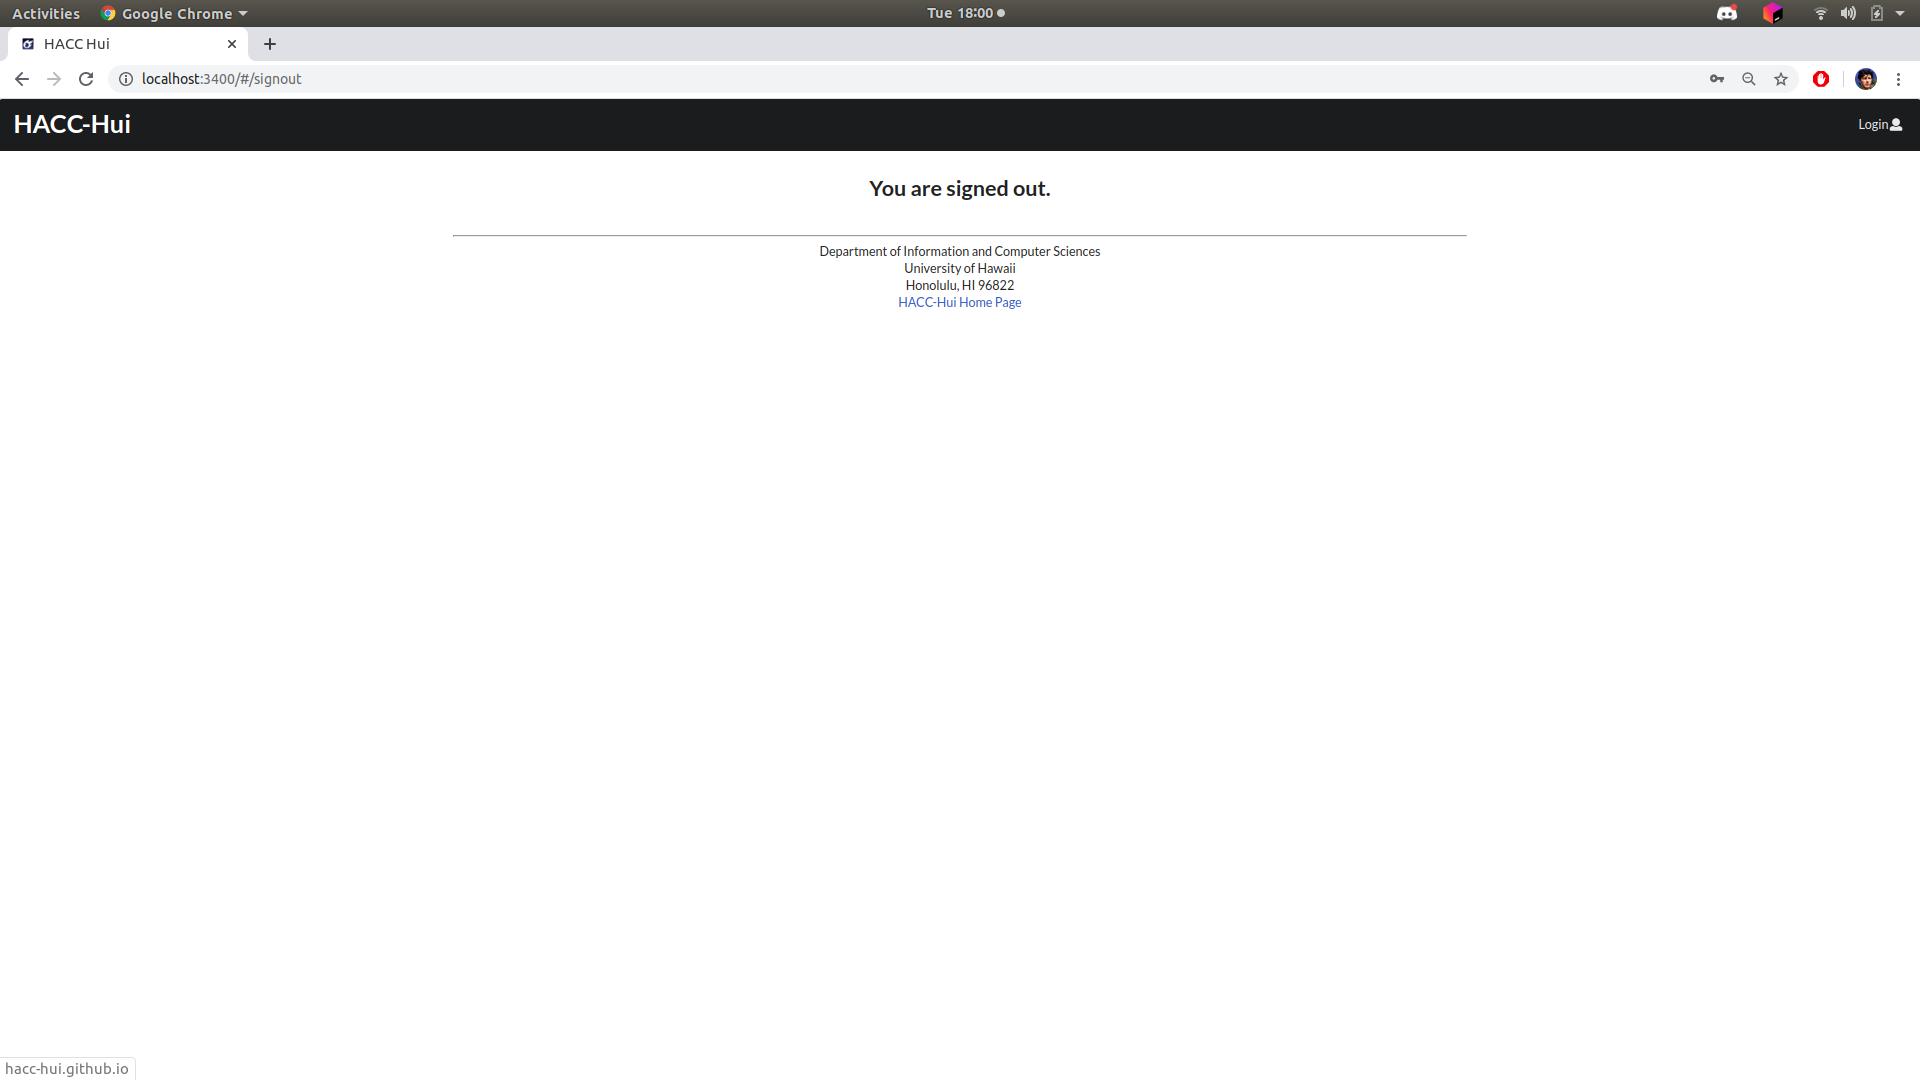 Activities
Google Chrome
Tue 18:00
HACC Hui
localhost:3400/#/signout
HACC-Hui
Login
You are signed out.
Department of Information and Computer Sciences
University of Hawaii
Honolulu, HI 96822
HACC-Hui Home Page
hacc-hui.github.io